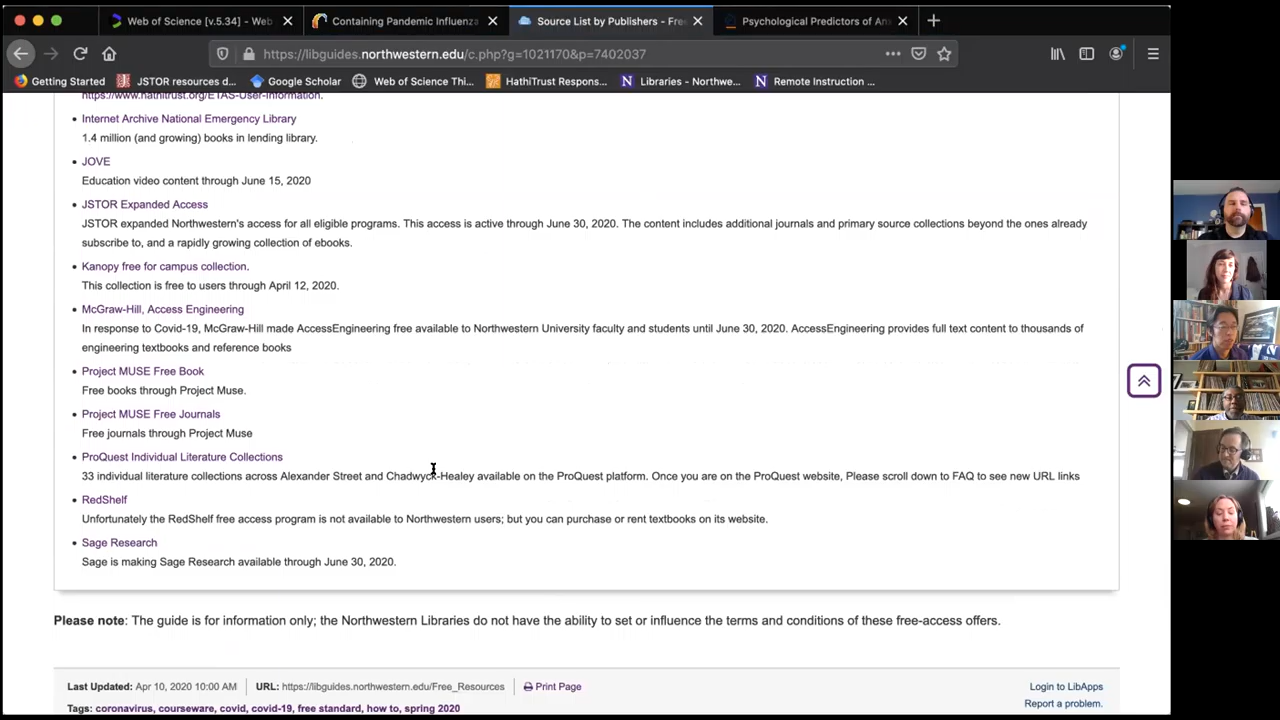 Web of Science [v.5.34] - Web
Containing Pandemic Influenza
Source List by Publishers - Free
Psychological Predictors of An
https://libguides.northwestern.edu/c.php?g=1021170&p=7402037
Getting Started
JSTOR resources d...
Google Scholar
Web of Science Thi...
HathiTrust Respons...
Libraries - Northwe...
Remote Instruction ...
https://www.hathitrust.org/ETAS-User-Information.
Internet Archive National Emergency Library
1.4 million (and growing) books in lending library.
JOVE
Education video content through June 15, 2020
JSTOR Expanded Access
JSTOR expanded Northwestern's access for all eligible programs. This access is active through June 30, 2020. The content includes additional journals and primary source collections beyond the ones already
subscribe to, and a rapidly growing collection of ebooks.
Kanopy free for campus collection.
This collection is free to users through April 12, 2020.
McGraw-Hill, Access Engineering
In response to Covid-19, McGraw-Hill made AccessEngineering free available to Northwestern University faculty and students until June 30, 2020. AccessEngineering provides full text content to thousands of
engineering textbooks and reference books
Project MUSE Free Book
Free books through Project Muse.
Project MUSE Free Journals
Free journals through Project Muse
ProQuest Individual Literature Collections
33 individual literature collections across Alexander Street and Chadwyck-Healey available on the ProQuest platform. Once you are on the ProQuest website, Please scroll down to FAQ to see new URL links
RedShelf
Unfortunately the RedShelf free access program is not available to Northwestern users; but you can purchase or rent textbooks on its website.
Sage Research
Sage is making Sage Research available through June 30, 2020.
Please note: The guide is for information only; the Northwestern Libraries do not have the ability to set or influence the terms and conditions of these free-access offers.
Last Updated: Apr 10, 2020 10:00 AM
URL: https://libguides.northwestern.edu/Free_Resources
Print Page
Login to LibApps
Report a problem.
Tags: coronavirus, courseware, covid, covid-19, free standard, how to, spring 2020